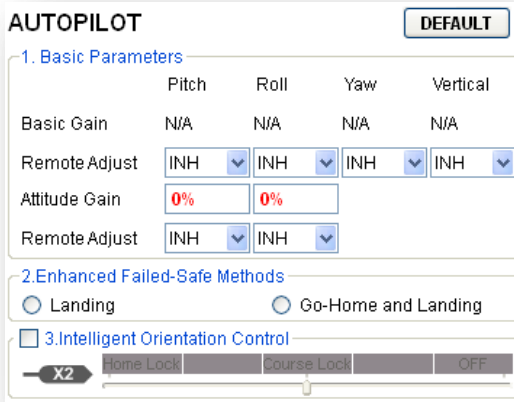 AUTOPILOT DEFAULT
1. Basic Parameters
Pitch Roll Yaw Vertical
Basic Gain N/A N/A N/A N/A
Remote Adjust INH INH INH INH
Attitude Gain 0% 0%
Remote Adjust INH INH
2.Enhanced Failed-Safe Methods
Landing Go-Home and Landing
3.Intelligent Orientation Control
X2 Home Lock Course Lock OFF